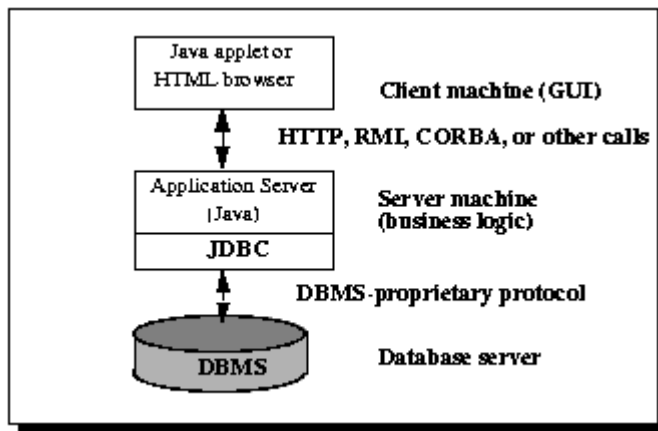 Java applet or
HTML browser
Client machine (GUI)
HTTP, RMI, CORBA, or other calls
Application Server
(Java)
Server machine
(business logic)
JDBC
DBMS-proprietary protocol
DBMS
Database server